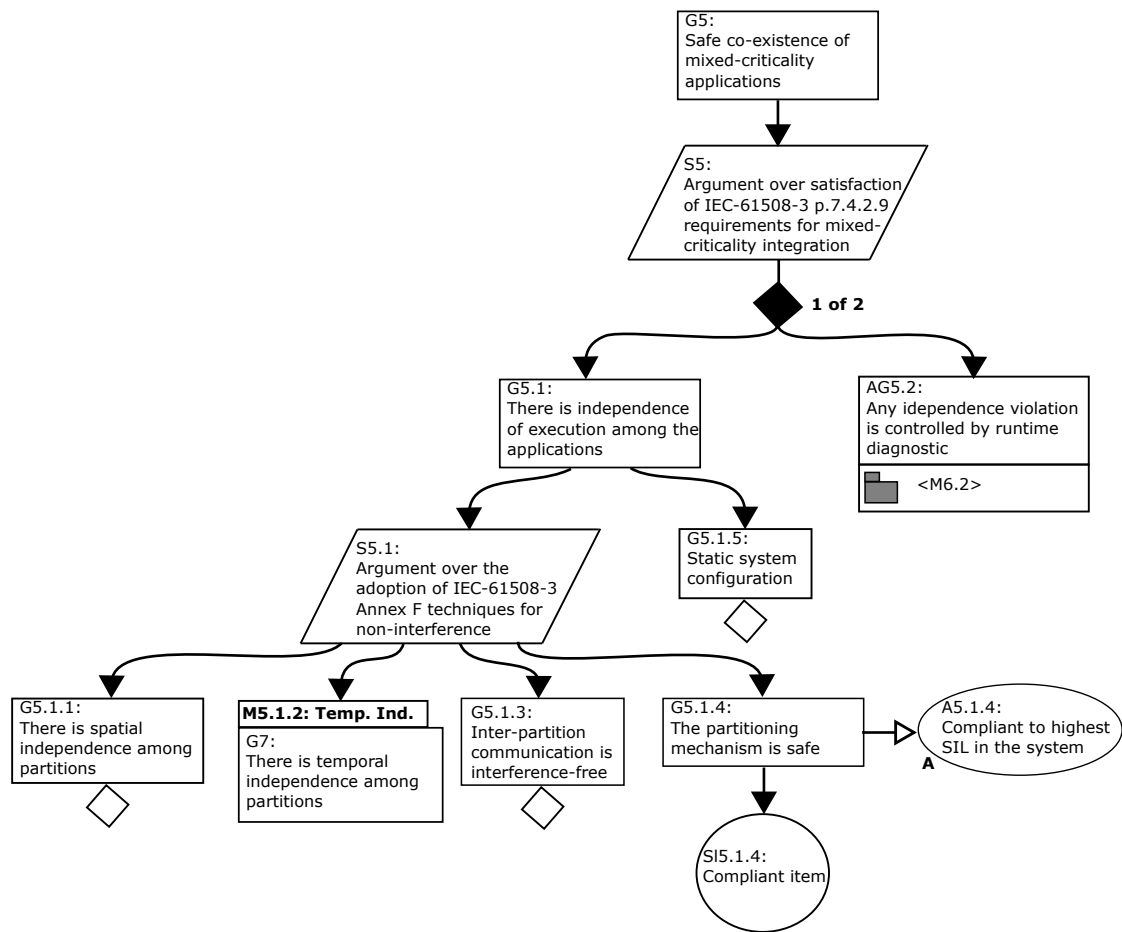 G5:
Safe co-existence of
mixed-criticality
applications
S5:
Argument over satisfaction
of IEC-61508-3 p.7.4.2.9
requirements for mixed-
criticality integration
1 of 2
G5.1:
There is independence
of execution among the
applications
AG5.2:
Any idependence violation
is controlled by runtime
diagnostic
<M6.2>
S5.1:
Argument over the
adoption of IEC-61508-3
Annex F techniques for
non-interference
G5.1.5:
Static system
configuration
G5.1.1:
There is spatial
independence among
partitions
M5.1.2: Temp. Ind.
G7:
There is temporal
independence among
partitions
G5.1.3:
Inter-partition
communication is
interference-free
G5.1.4:
The partitioning
mechanism is safe
A5.1.4:
Compliant to highest
SIL in the system
A
Sl5.1.4:
Compliant item